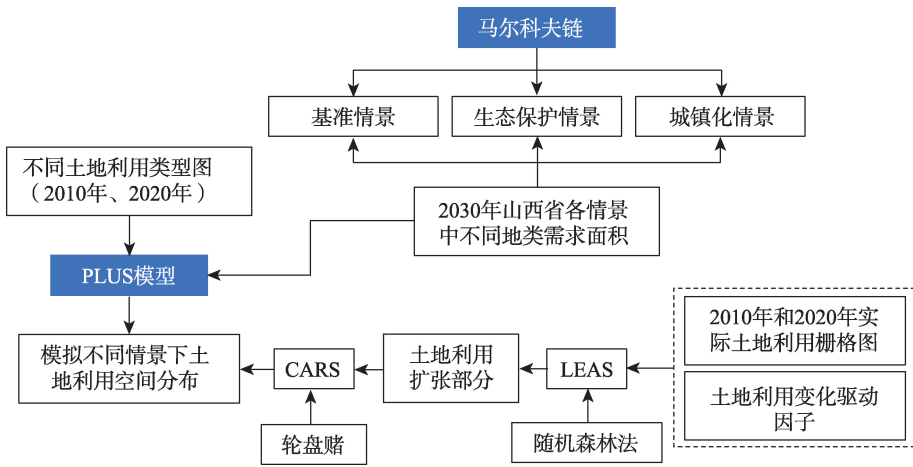 马尔科夫链
基准情景
生态保护情景
城镇化情景
不同土地利用类型图
（2010年、2020年）
2030年山西省各情景
中不同地类需求面积
PLUS模型
模拟不同情景下土
地利用空间分布
CARS
土地利用
扩张部分
LEAS
2010年和2020年实
际土地利用栅格图
土地利用变化驱动
因子
轮盘赌
随机森林法